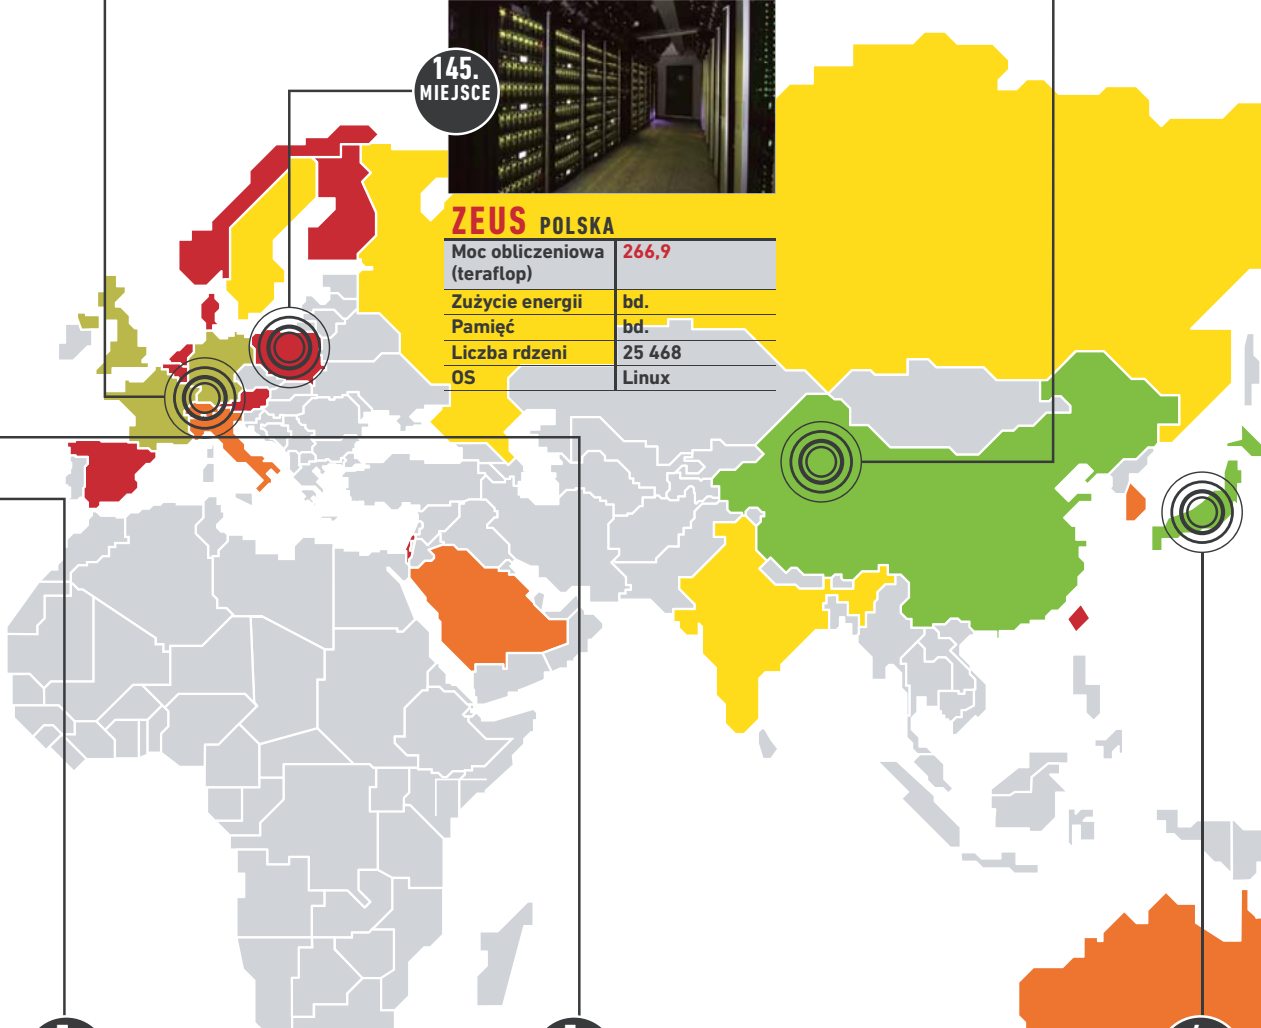 145.
MIEJSCE
ZEUS POLSKA
Moc obliczeniowa 266,9
(teraflop)
Zużycie energii bd.
Pamięć bd.
Liczba rdzeni 25 468
OS Linux